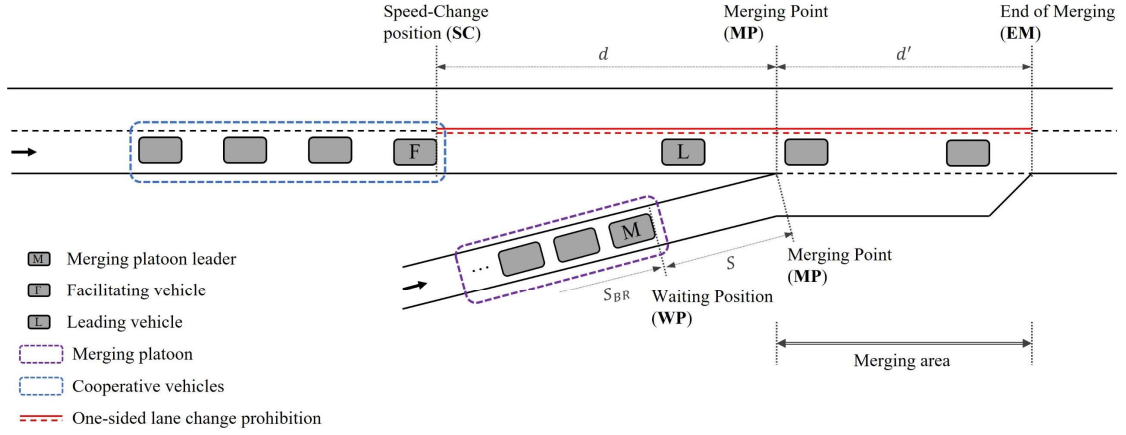 Speed-Change
position (SC)
Merging Point
(MP)
End of Merging
(EM)
d
d′
F
L
M
...
S
S_BR
Merging Point
(MP)
Waiting Position
(WP)
Merging area
M Merging platoon leader
F Facilitating vehicle
L Leading vehicle
Merging platoon
Cooperative vehicles
One-sided lane change prohibition